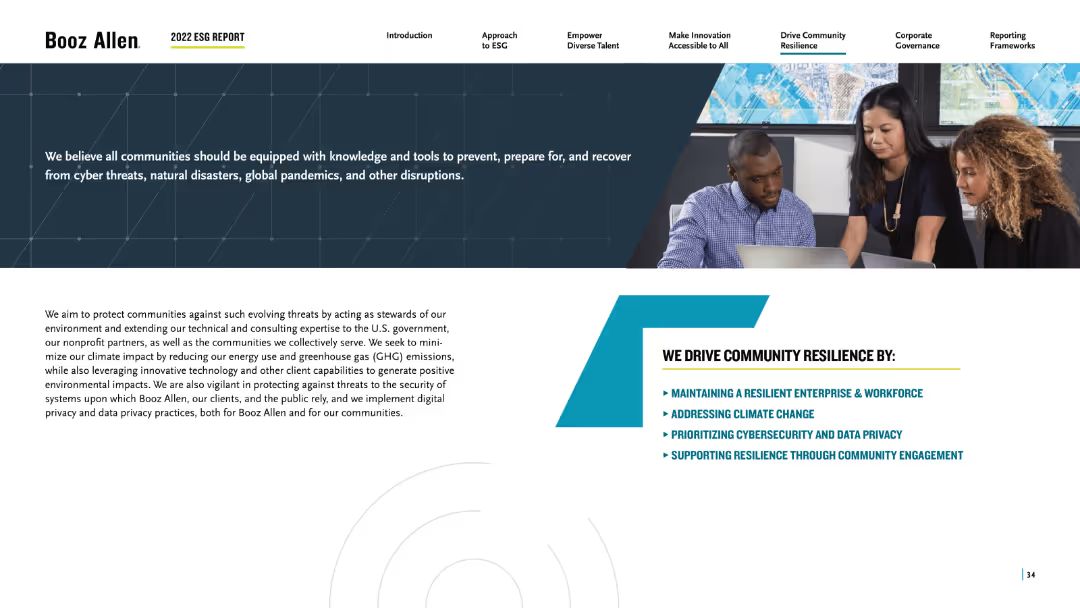 Booz Allen
2022 ESG REPORT
Introduction
Approach
to ESG
Empower
Diverse Talent
Make Innovation
Accessible to All
Drive Community
Resilience
Corporate
Governance
Reporting
Frameworks
We believe all communities should be equipped with knowledge and tools to prevent, prepare for, and recover
from cyber threats, natural disasters, global pandemics, and other disruptions.
We aim to protect communities against such evolving threats by acting as stewards of our
environment and extending our technical and consulting expertise to the U.S. government,
our nonprofit partners, as well as the communities we collectively serve. We seek to mini-
mize our climate impact by reducing our energy use and greenhouse gas (GHG) emissions,
while also leveraging innovative technology and other client capabilities to generate positive
environmental impacts. We are also vigilant in protecting against threats to the security of
systems upon which Booz Allen, our clients, and the public rely, and we implement digital
privacy and data privacy practices, both for Booz Allen and for our communities.
WE DRIVE COMMUNITY RESILIENCE BY:
▸ MAINTAINING A RESILIENT ENTERPRISE & WORKFORCE
▸ ADDRESSING CLIMATE CHANGE
▸ PRIORITIZING CYBERSECURITY AND DATA PRIVACY
▸ SUPPORTING RESILIENCE THROUGH COMMUNITY ENGAGEMENT
34